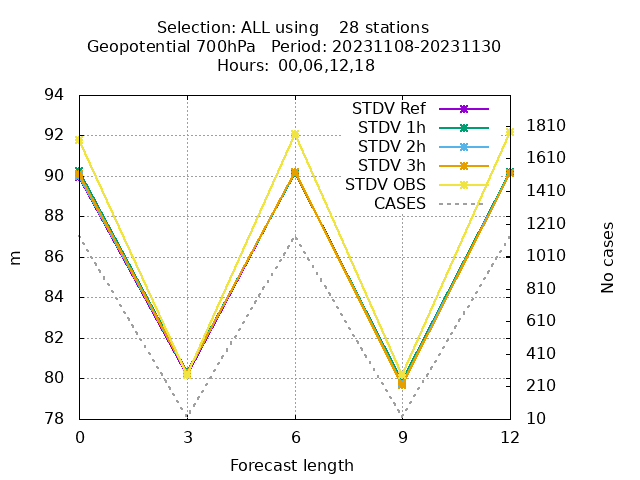 Selection: ALL using    28 stations
Geopotential 700hPa   Period: 20231108-20231130
Hours:  00,06,12,18
94
92
90
88
86
84
82
80
78
m
STDV Ref
STDV 1h
STDV 2h
STDV 3h
STDV OBS
CASES
1810
1610
1410
1210
1010
810
610
410
210
10
No cases
0 3 6 9 12
Forecast length